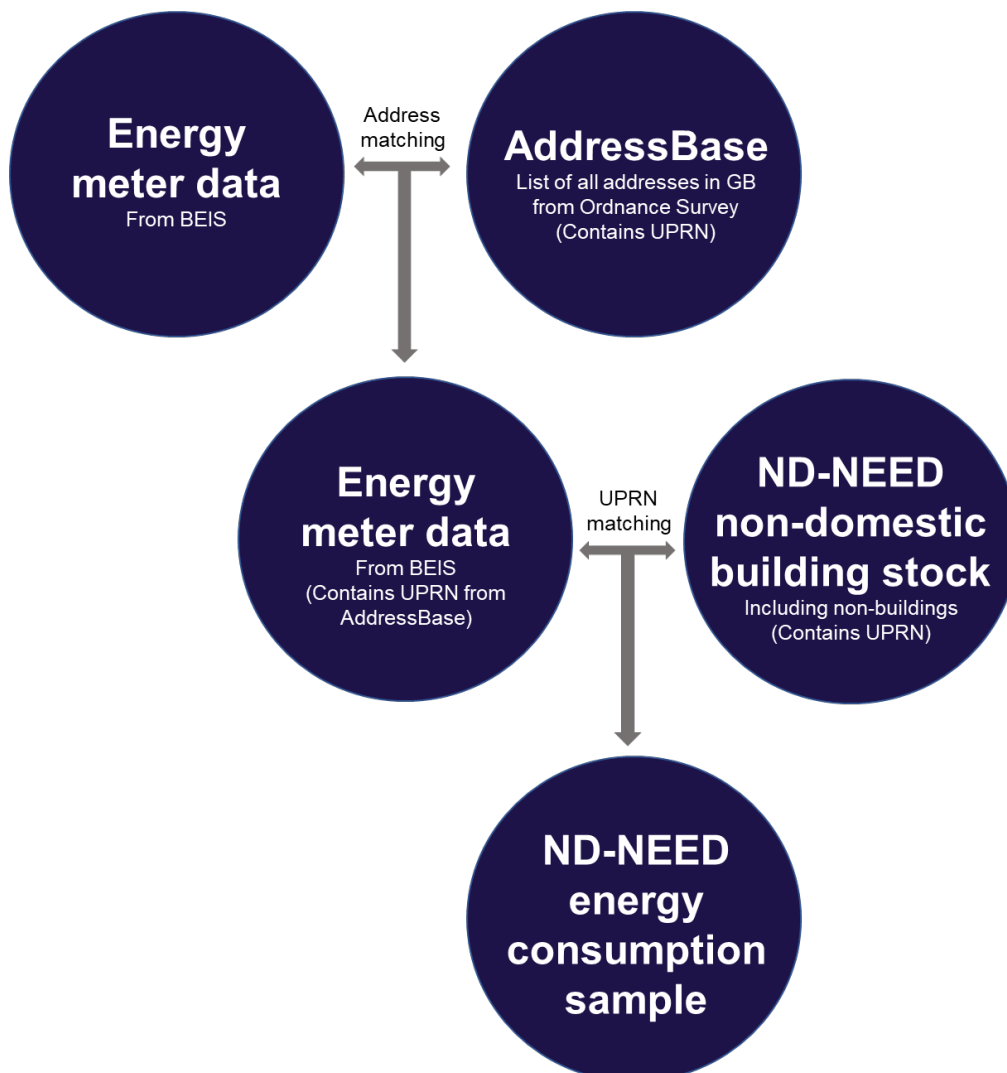 Energy
meter data
From BEIS
Address
matching
AddressBase
List of all addresses in GB
from Ordnance Survey
(Contains UPRN)
Energy
meter data
From BEIS
(Contains UPRN from
AddressBase)
UPRN
matching
ND-NEED
non-domestic
building stock
Including non-buildings
(Contains UPRN)
ND-NEED
energy
consumption
sample